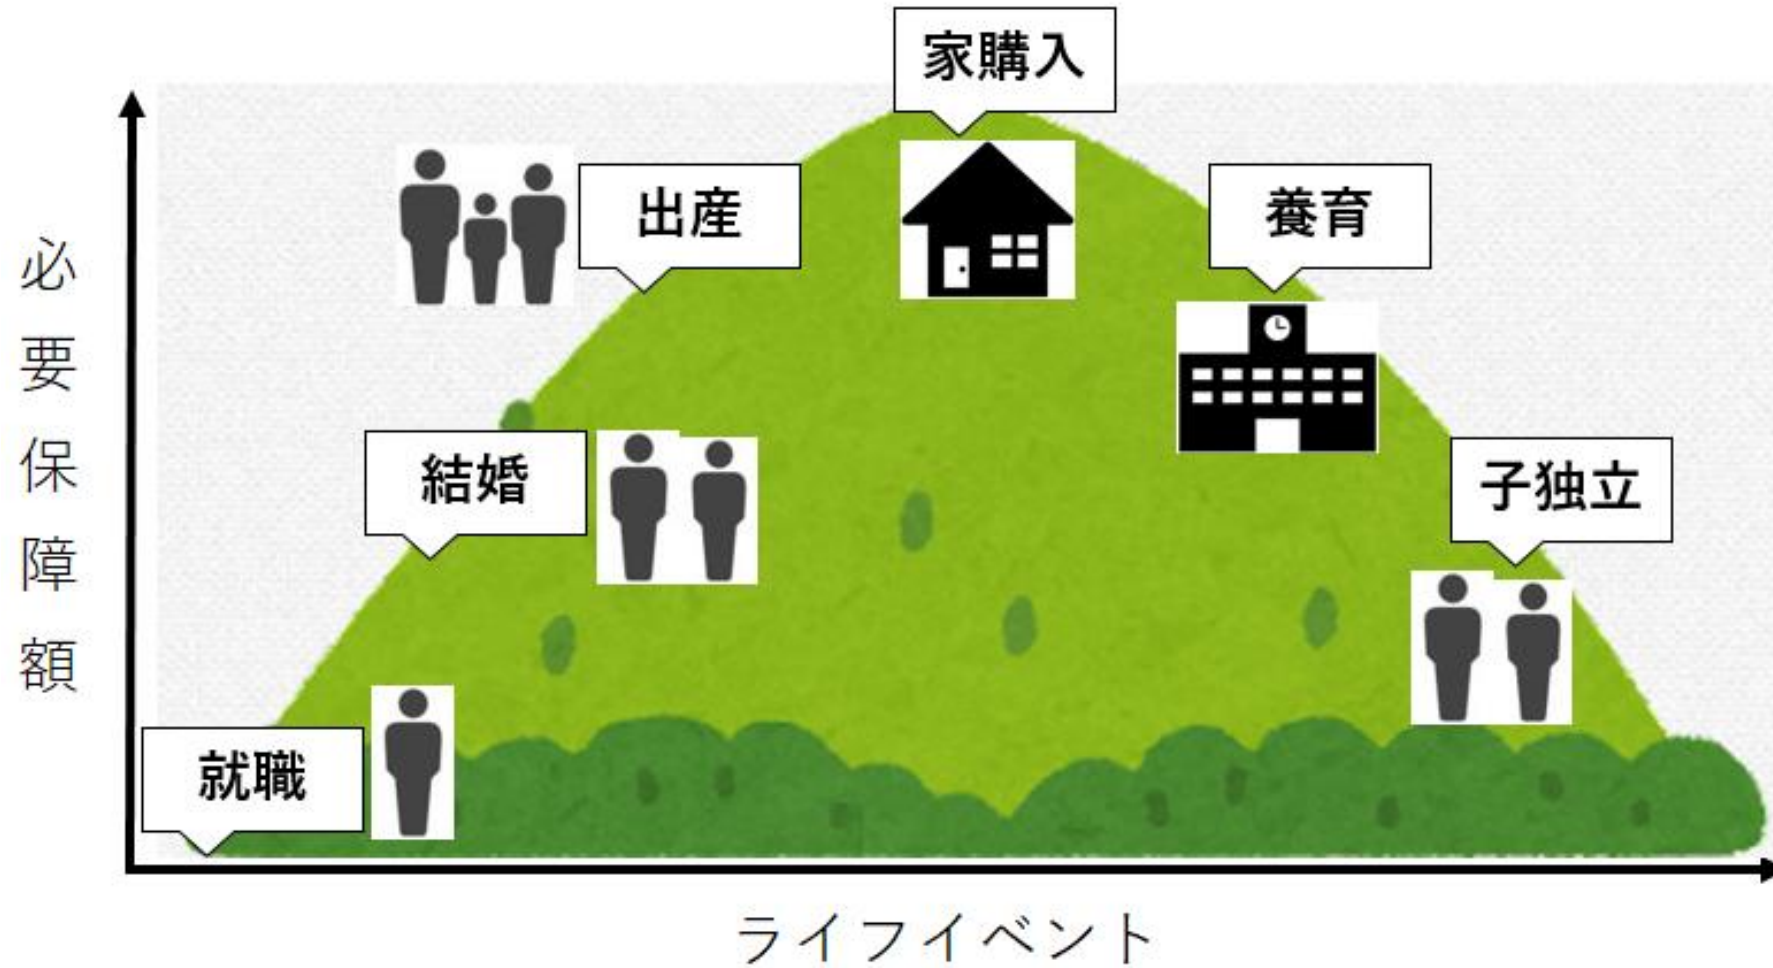 家購入
出産
養育
結婚
子独立
就職
必要保障額
ライフイベント